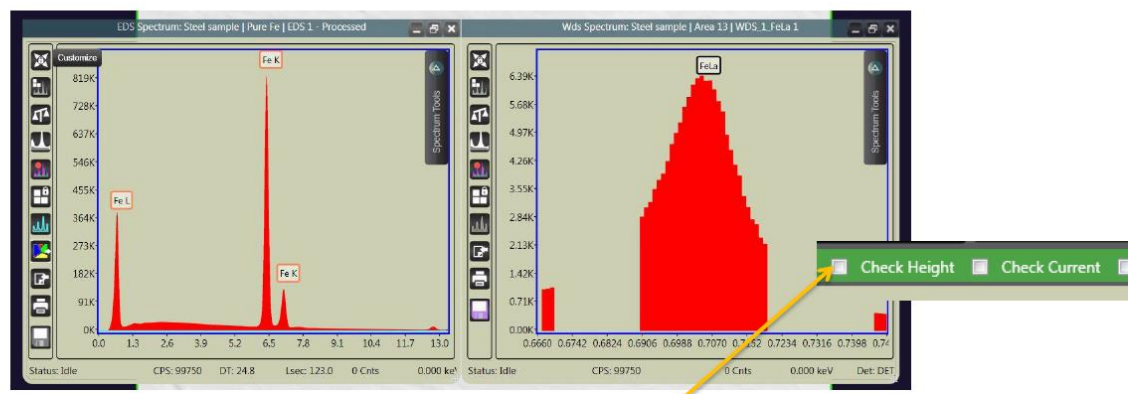 EDS Spectrum: Steel sample | Pure Fe | EDS 1 - Processed
Customize
Fe K
819K
728K
637K
546K
455K
364K
273K
182K
91K
0K
Fe L
Fe K
0.0 1.3 2.6 3.9 5.2 6.5 7.8 9.1 10.4 11.7 13.0
Spectrum Tools
Status: Idle CPS: 99750 DT: 24.8 Lsec: 123.0 0 Cnts 0.000 keV
Wds Spectrum: Steel sample | Area 13 | WDS_1_FeLa 1
FeLa
6.39K
5.68K
4.97K
4.26K
3.55K
2.84K
2.13K
1.42K
0.71K
0.00K
0.6660 0.6742 0.6824 0.6906 0.6988 0.7070 0.7152 0.7234 0.7316 0.7398 0.74
Spectrum Tools
Status: Idle CPS: 99750 0 Cnts 0.000 keV Det: DET
Check Height Check Current